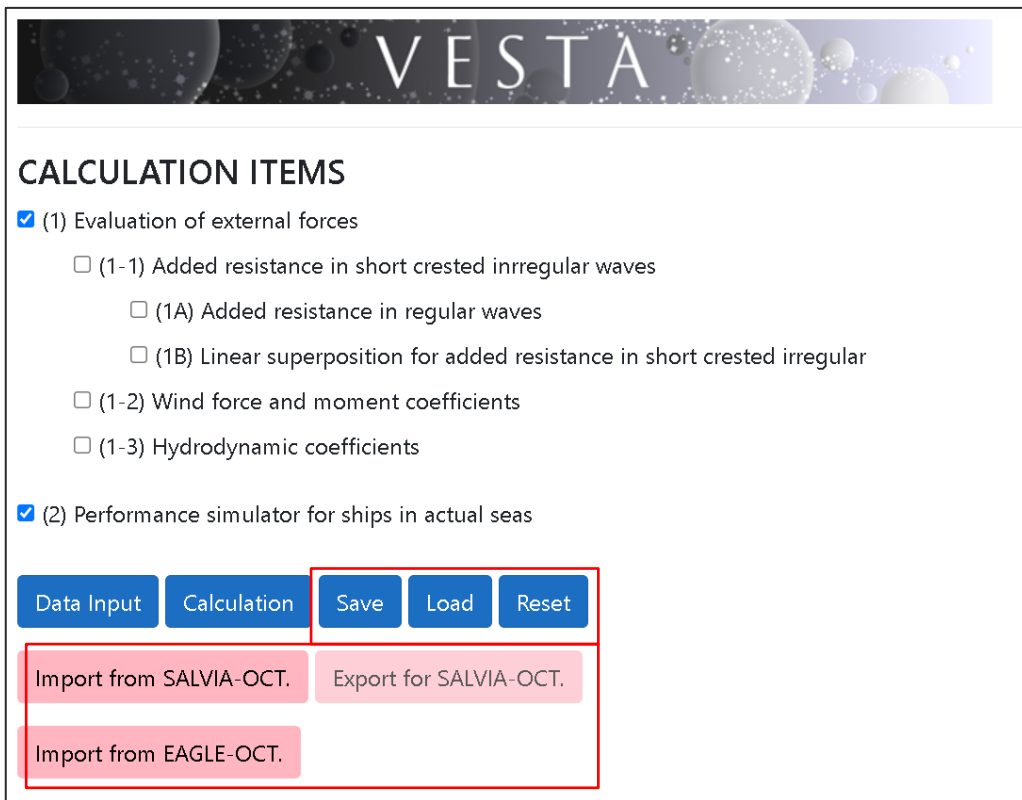 VESTA
CALCULATION ITEMS
(1) Evaluation of external forces
(1-1) Added resistance in short crested inrregular waves
(1A) Added resistance in regular waves
(1B) Linear superposition for added resistance in short crested irregular
(1-2) Wind force and moment coefficients
(1-3) Hydrodynamic coefficients
(2) Performance simulator for ships in actual seas
Data Input Calculation Save Load Reset
Import from SALVIA-OCT. Export for SALVIA-OCT.
Import from EAGLE-OCT.